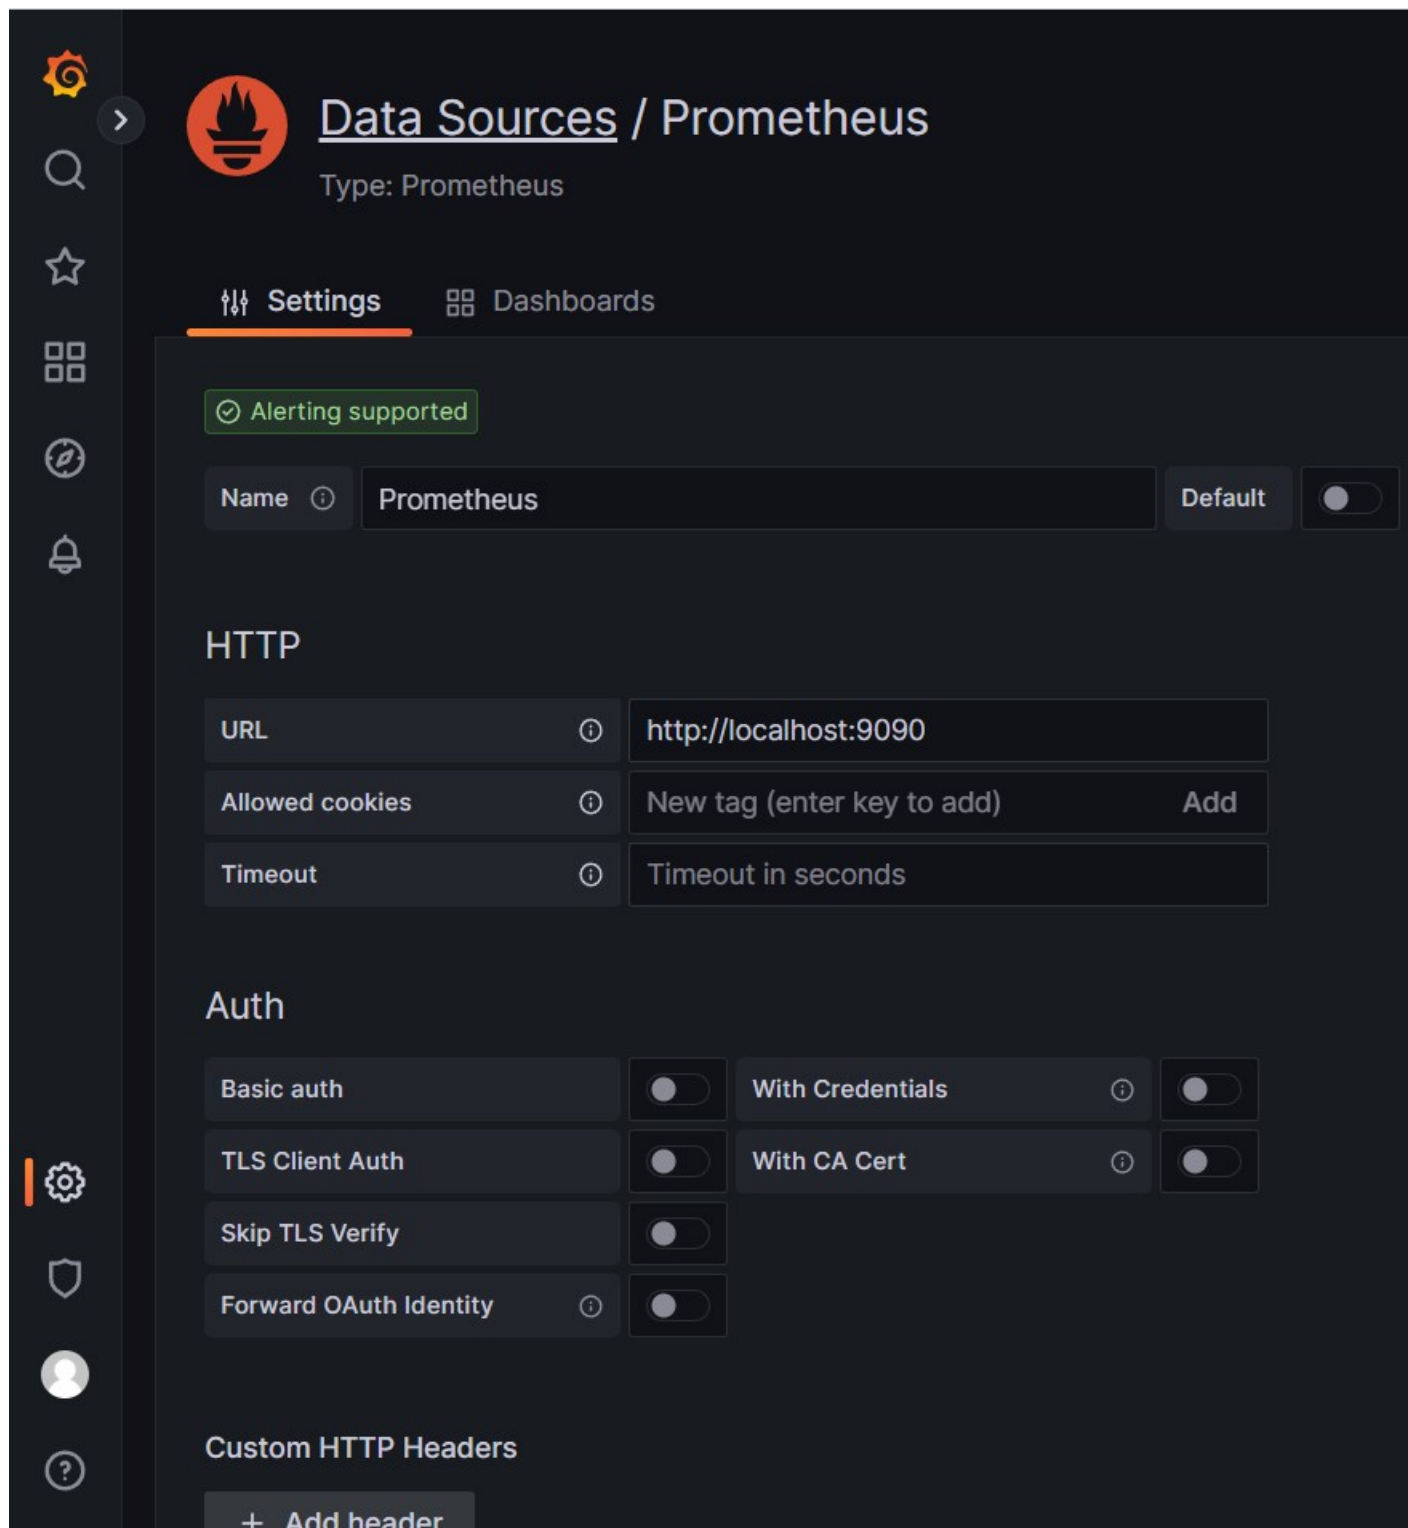 Data Sources / Prometheus
Type: Prometheus
Settings Dashboards
Alerting supported
Name Prometheus Default
HTTP
URL http://localhost:9090
Allowed cookies New tag (enter key to add) Add
Timeout Timeout in seconds
Auth
Basic auth With Credentials
TLS Client Auth With CA Cert
Skip TLS Verify
Forward OAuth Identity
Custom HTTP Headers
+ Add header